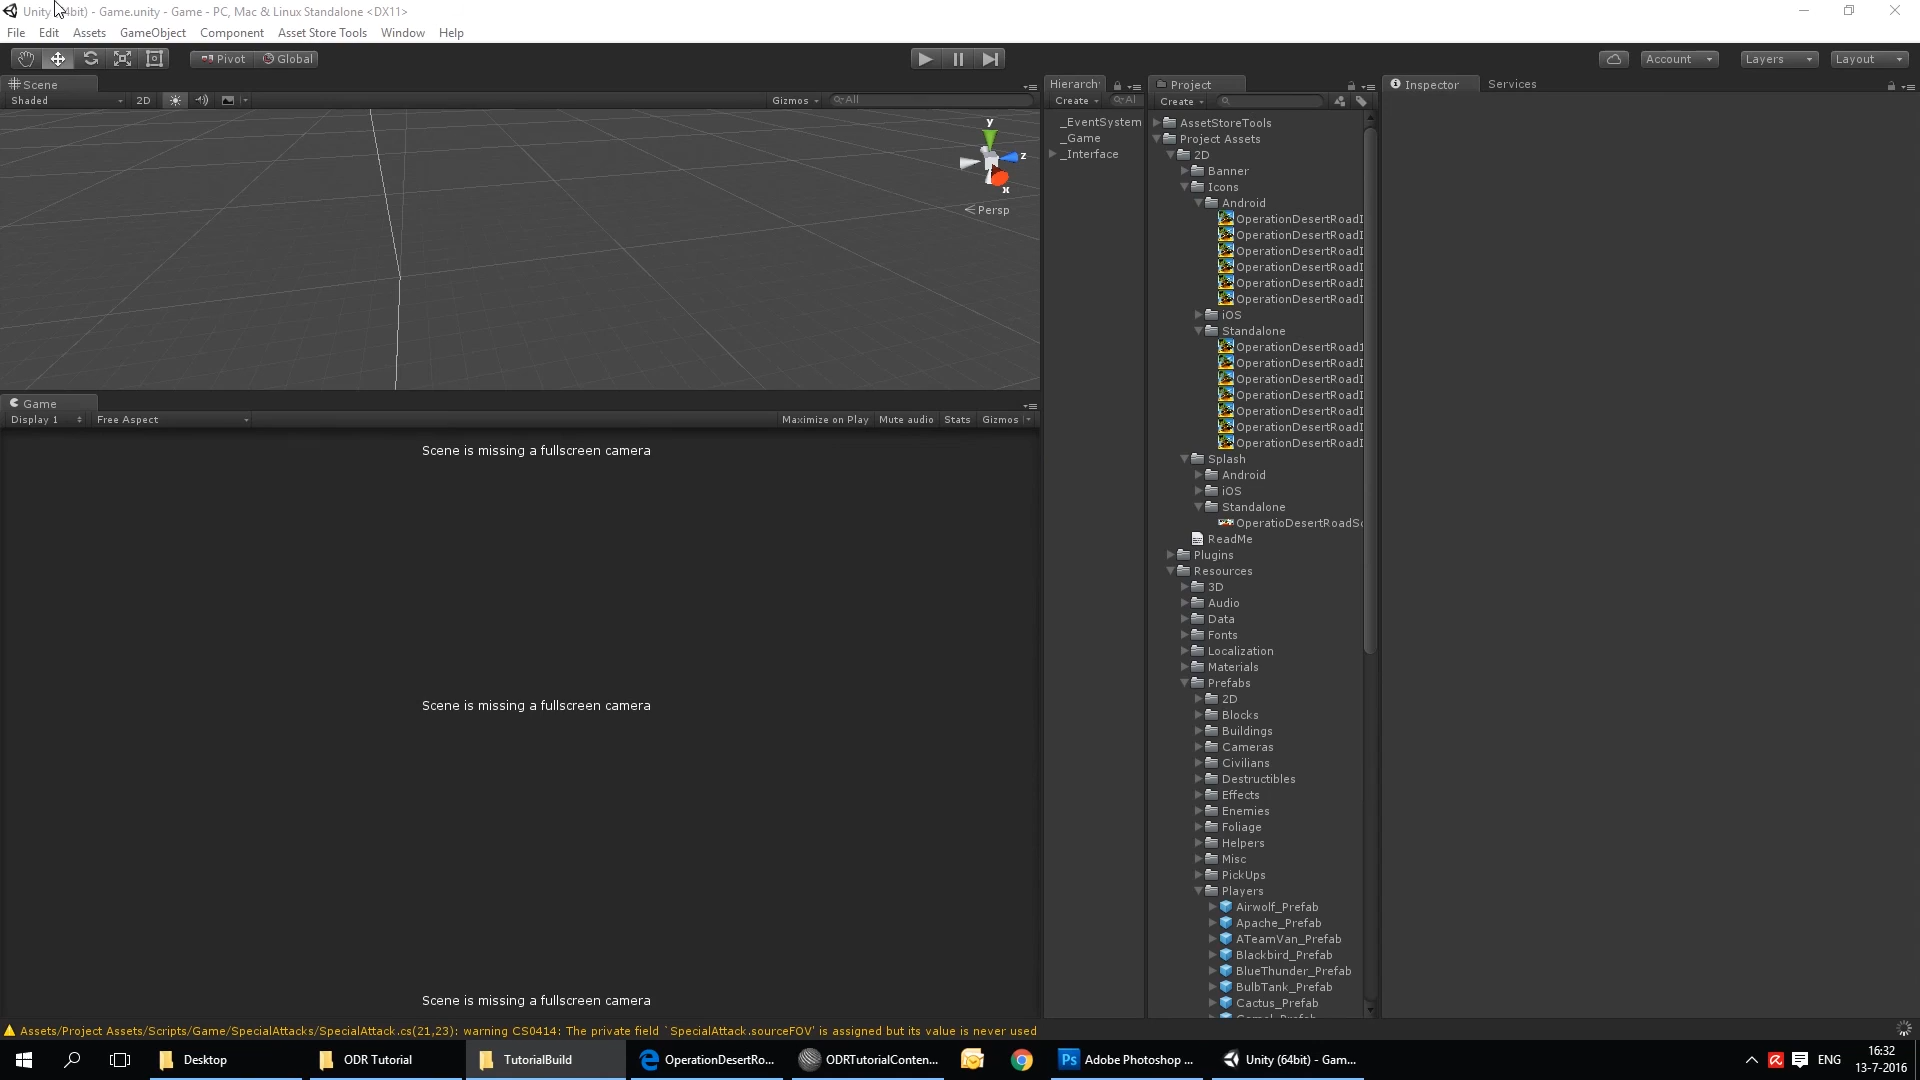 Unity (64bit) - Game.unity - Game - PC, Mac & Linux Standalone <DX11>
File Edit Assets GameObject Component Asset Store Tools Window Help
Pivot Global Account Layers Layout
Scene
Shaded 2D Gizmos All
y
z
x
Persp
Game
Display 1 Free Aspect Maximize on Play Mute audio Stats Gizmos
Scene is missing a fullscreen camera
Scene is missing a fullscreen camera
Scene is missing a fullscreen camera
Hierarch
Create Al
_EventSystem
_Game
_Interface
Project
Create
AssetStoreTools
Project Assets
2D
Banner
Icons
Android
OperationDesertRoadI
OperationDesertRoadI
OperationDesertRoadI
OperationDesertRoadI
OperationDesertRoadI
OperationDesertRoadI
iOS
Standalone
OperationDesertRoad1
OperationDesertRoadI
OperationDesertRoadI
OperationDesertRoadI
OperationDesertRoadI
OperationDesertRoadI
OperationDesertRoadI
Splash
Android
iOS
Standalone
OperatioDesertRoadSc
ReadMe
Plugins
Resources
3D
Audio
Data
Fonts
Localization
Materials
Prefabs
2D
Blocks
Buildings
Cameras
Civilians
Destructibles
Effects
Enemies
Foliage
Helpers
Misc
PickUps
Players
Airwolf_Prefab
Apache_Prefab
ATeamVan_Prefab
Blackbird_Prefab
BlueThunder_Prefab
BulbTank_Prefab
Cactus_Prefab
Inspector Services
Assets/Project Assets/Scripts/Game/SpecialAttacks/SpecialAttack.cs(21,23): warning CS0414: The private field `SpecialAttack.sourceFOV' is assigned but its value is never used
Desktop ODR Tutorial TutorialBuild OperationDesertRo... ODRTutorialConten... Ps Adobe Photoshop ... Unity (64bit) - Gam... ENG
16:32
13-7-2016